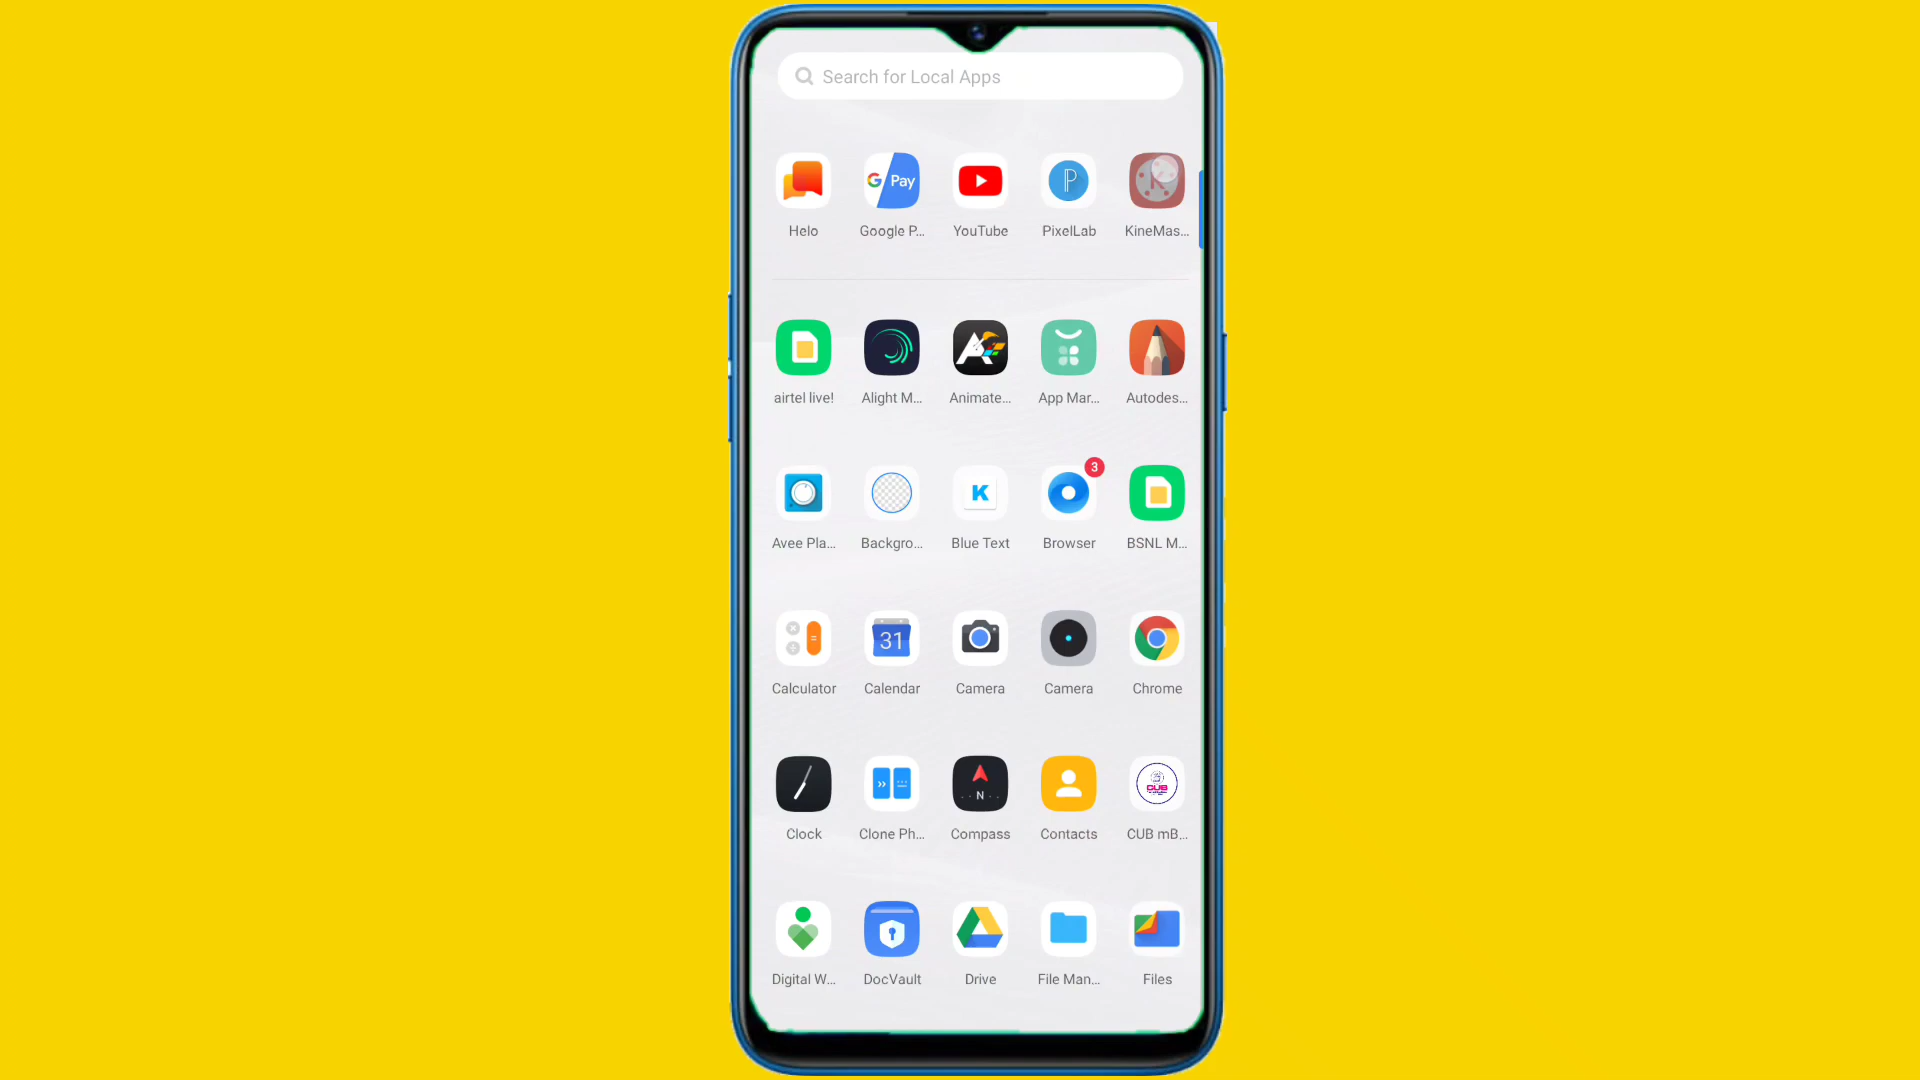 Search for Local Apps
G Pay
P
K
Helo
Google P...
YouTube
PixelLab
KineMas...
airtel live!
Alight M...
Animate...
App Mar...
Autodes...
K
3
Avee Pla...
Backgro...
Blue Text
Browser
BSNL M...
31
Calculator
Calendar
Camera
Camera
Chrome
N
CUB
Clock
Clone Ph...
Compass
Contacts
CUB mB...
Digital W...
DocVault
Drive
File Man...
Files